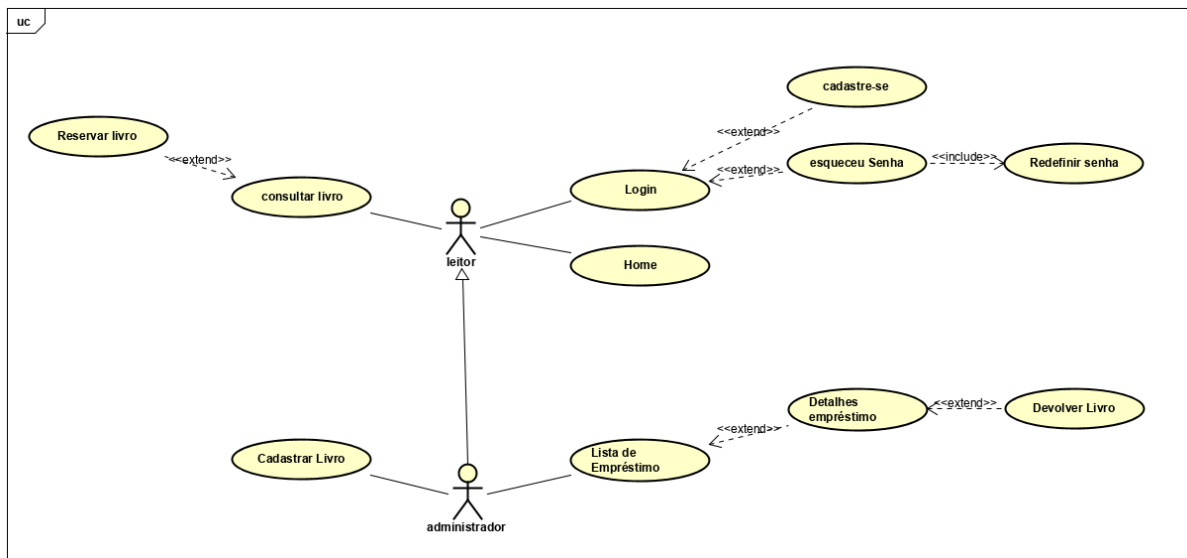 uc
cadastre-se
Reservar livro
<<extend>>
<<extend>>
esqueceu Senha
<<include>>
Redefinir senha
<<extend>>
consultar livro
Login
leitor
Home
Detalhes
empréstimo
<<extend>>
Devolver Livro
<<extend>>
Cadastrar Livro
Lista de
Empréstimo
administrador